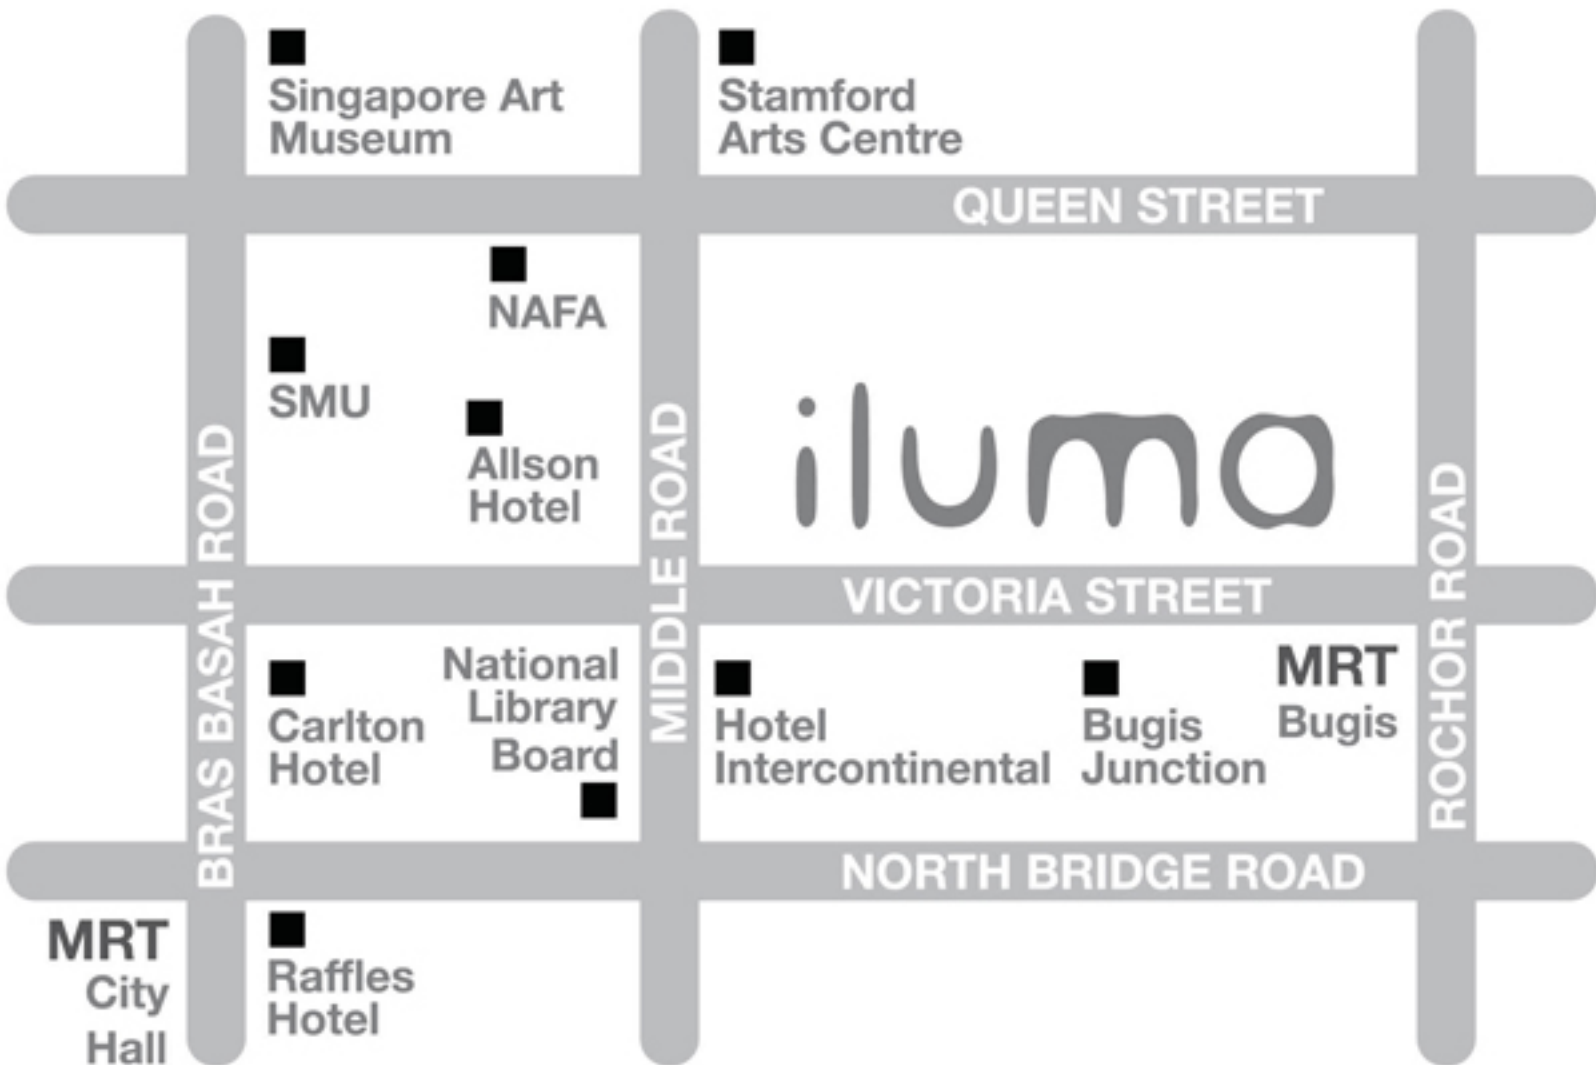 Singapore Art
Museum
Stamford
Arts Centre
QUEEN STREET
NAFA
SMU
Allson
Hotel
iluma
BRAS BASAH ROAD
MIDDLE ROAD
ROCHOR ROAD
VICTORIA STREET
Carlton
Hotel
National
Library
Board
Hotel
Intercontinental
Bugis
Junction
MRT
Bugis
NORTH BRIDGE ROAD
MRT
City
Hall
Raffles
Hotel